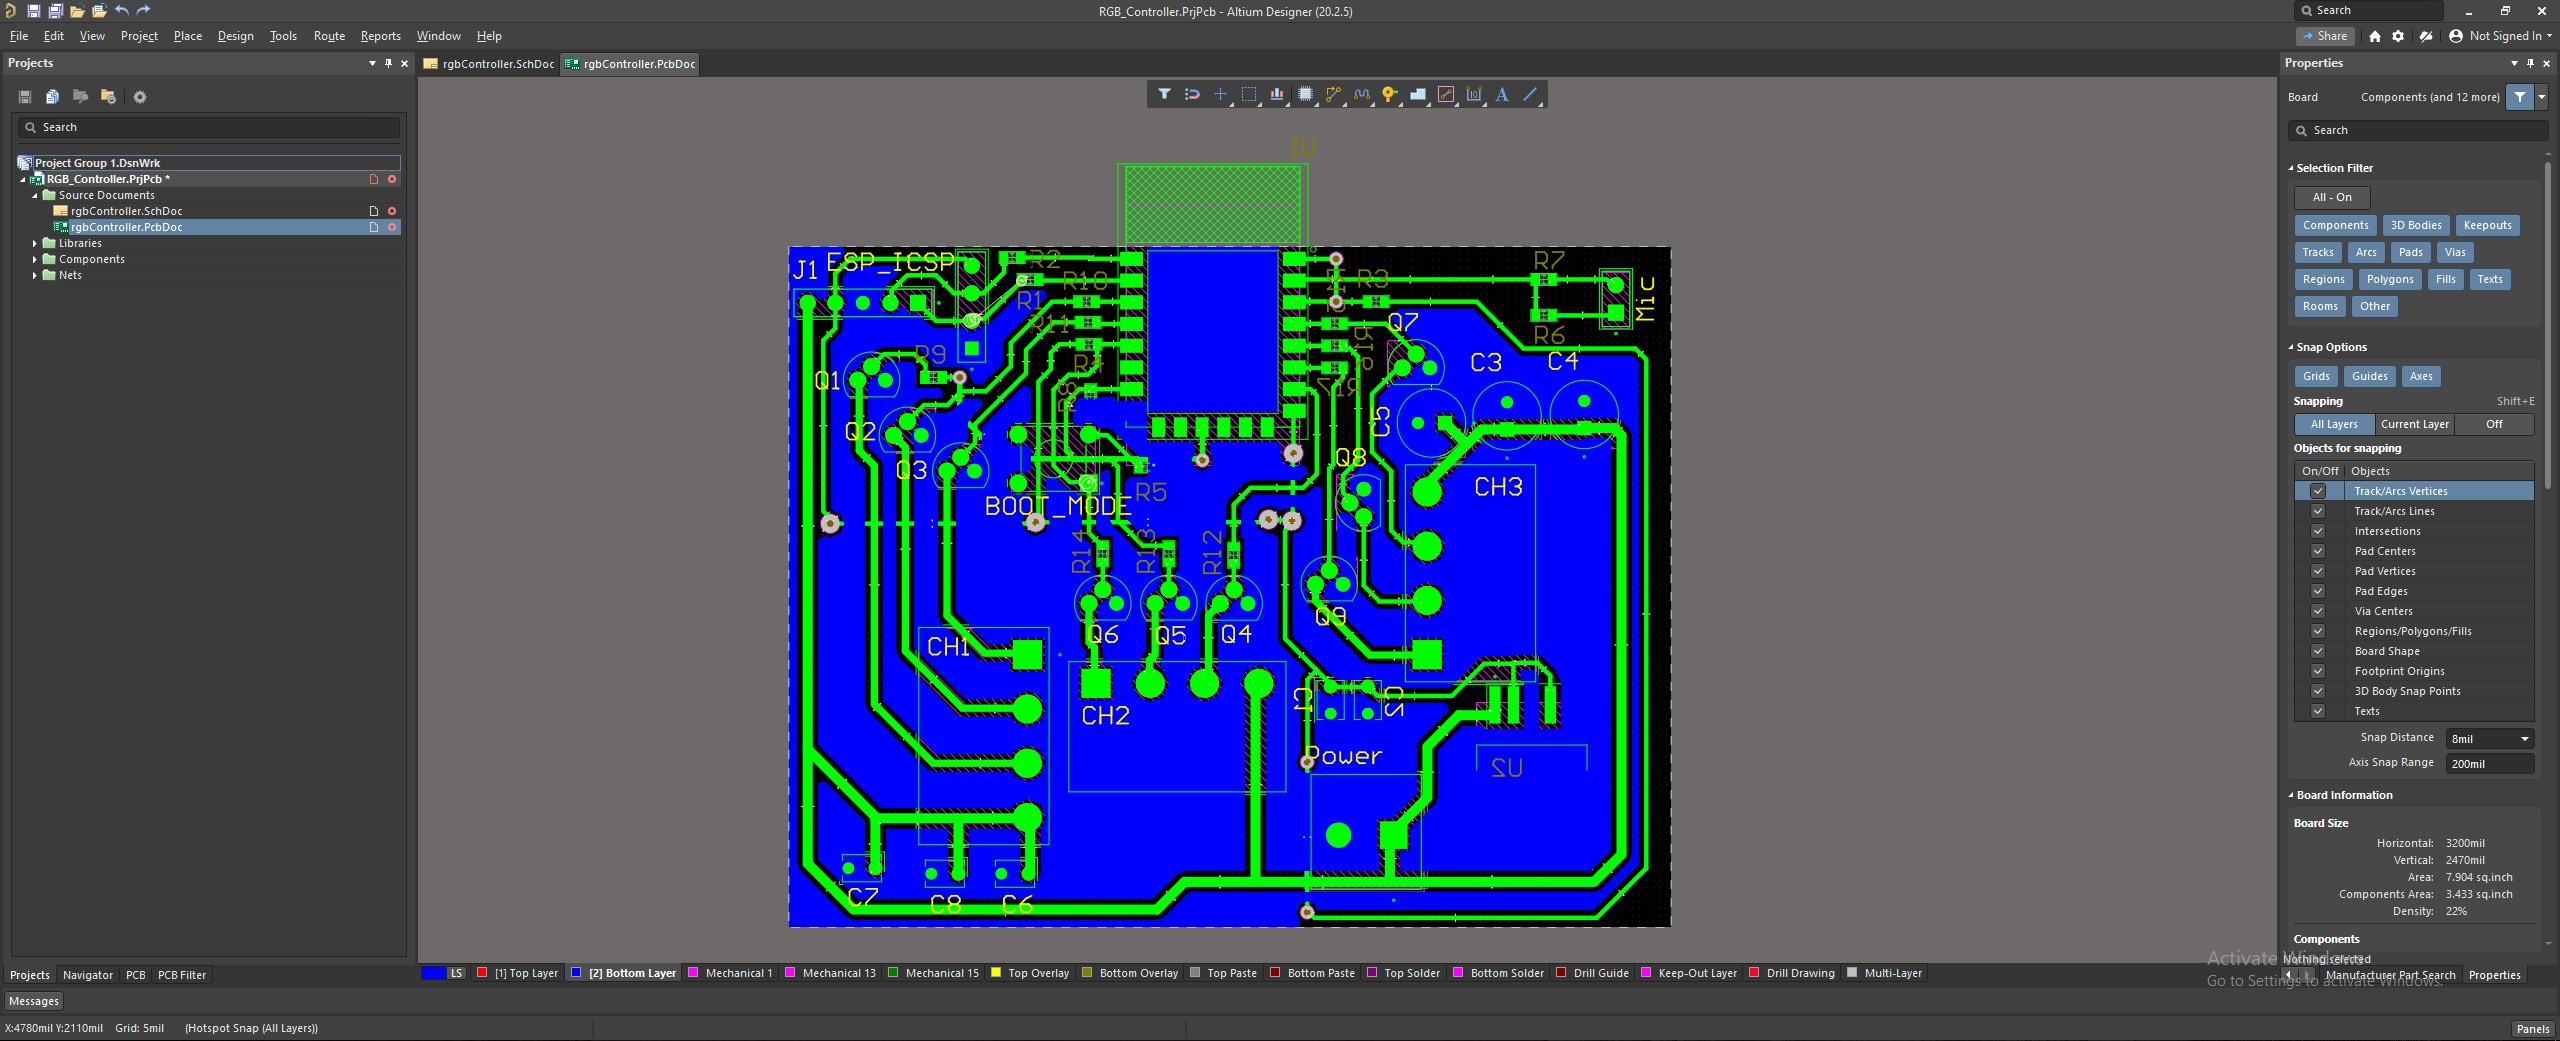 RGB_Controller.PrjPcb - Altium Designer (20.2.5)
Search
File Edit View Project Place Design Tools Route Reports Window Help
Share
Not Signed In
Projects
rgbController.SchDoc
rgbController.PcbDoc
Properties
Board
Components (and 12 more)
Search
Search
Project Group 1.DsnWrk
RGB_Controller.PrjPcb *
Source Documents
rgbController.SchDoc
rgbController.PcbDoc
Libraries
Components
Nets
U1
J1
ESP_ICSP
R2
R10
R1
R11
R4
R9
R8
Q1
Q2
Q3
R3
R7
R6
MiC
Q7
C3
C4
C5
Q8
CH3
BOOT_MODE
R5
R14
R13
R12
Q6
Q5
Q4
Q9
CH1
CH2
C1
C2
Power
U2
C7
C8
C6
Selection Filter
All - On
Components 3D Bodies Keepouts
Tracks Arcs Pads Vias
Regions Polygons Fills Texts
Rooms Other
Snap Options
Grids Guides Axes
Snapping
Shift+E
All Layers Current Layer Off
Objects for snapping
On/Off Objects
Track/Arcs Vertices
Track/Arcs Lines
Intersections
Pad Centers
Pad Vertices
Pad Edges
Via Centers
Regions/Polygons/Fills
Board Shape
Footprint Origins
3D Body Snap Points
Texts
Snap Distance 8mil
Axis Snap Range 200mil
Board Information
Board Size
Horizontal: 3200mil
Vertical: 2470mil
Area: 7.904 sq.inch
Components Area: 3.433 sq.inch
Density: 22%
Components
Nothing selected
Activate Windows
Go to Settings to activate Windows.
Manufacturer Part Search Properties
Projects Navigator PCB PCB Filter
LS [1] Top Layer [2] Bottom Layer Mechanical 1 Mechanical 13 Mechanical 15 Top Overlay Bottom Overlay Top Paste Bottom Paste Top Solder Bottom Solder Drill Guide Keep-Out Layer Drill Drawing Multi-Layer
Messages
X:4780mil Y:2110mil Grid: 5mil (Hotspot Snap (All Layers))
Panels